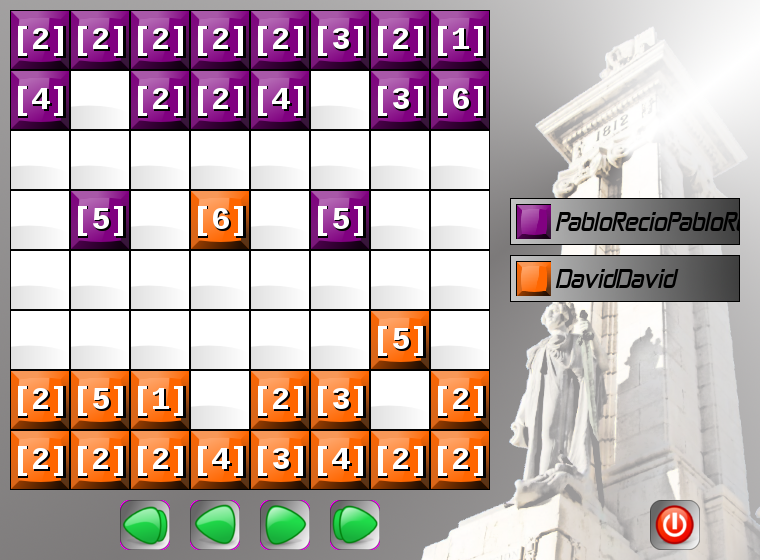 [2] [2] [2] [2] [2] [3] [2] [1]
[4] [2] [2] [4] [3] [6]
1812
[5] [6] [5]
PabloRecioPabloR
DavidDavid
[5]
[2] [5] [1] [2] [3] [2]
[2] [2] [2] [4] [3] [4] [2] [2]